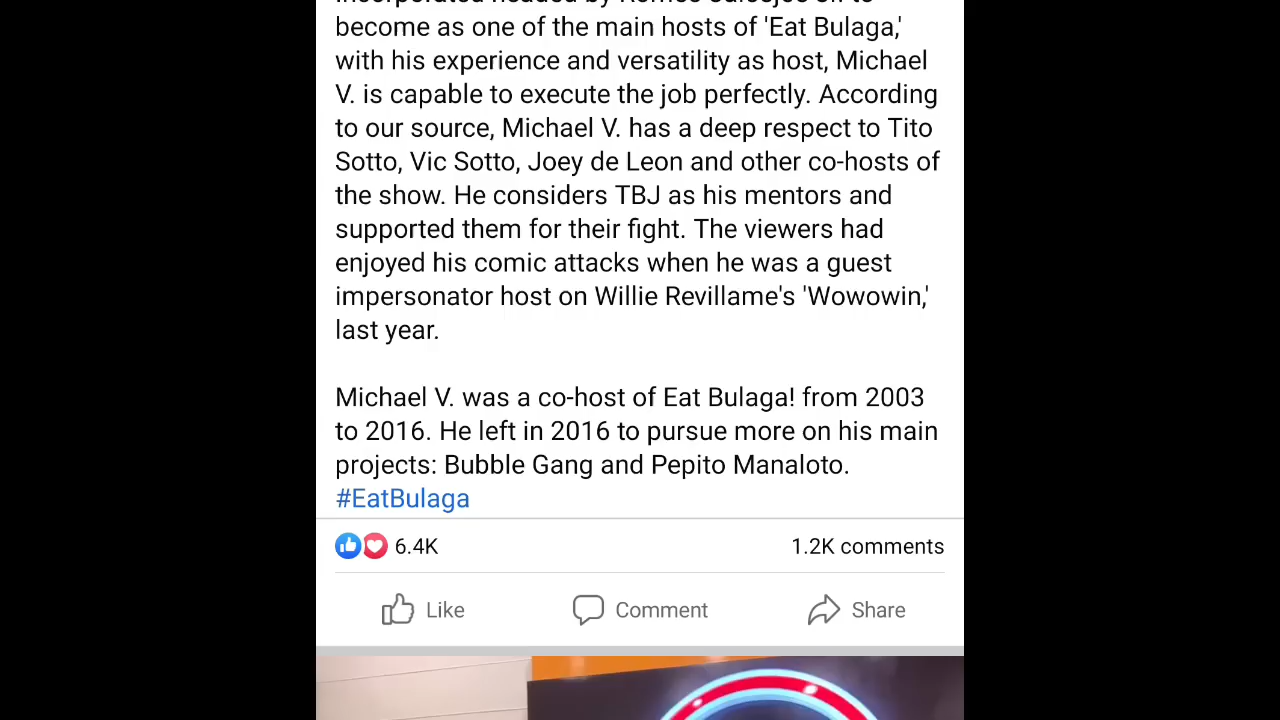 become as one of the main hosts of 'Eat Bulaga,'
with his experience and versatility as host, Michael
V. is capable to execute the job perfectly. According
to our source, Michael V. has a deep respect to Tito
Sotto, Vic Sotto, Joey de Leon and other co-hosts of
the show. He considers TBJ as his mentors and
supported them for their fight. The viewers had
enjoyed his comic attacks when he was a guest
impersonator host on Willie Revillame's 'Wowowin,'
last year.
Michael V. was a co-host of Eat Bulaga! from 2003
to 2016. He left in 2016 to pursue more on his main
projects: Bubble Gang and Pepito Manaloto.
#EatBulaga
6.4K 1.2K comments
Like Comment Share